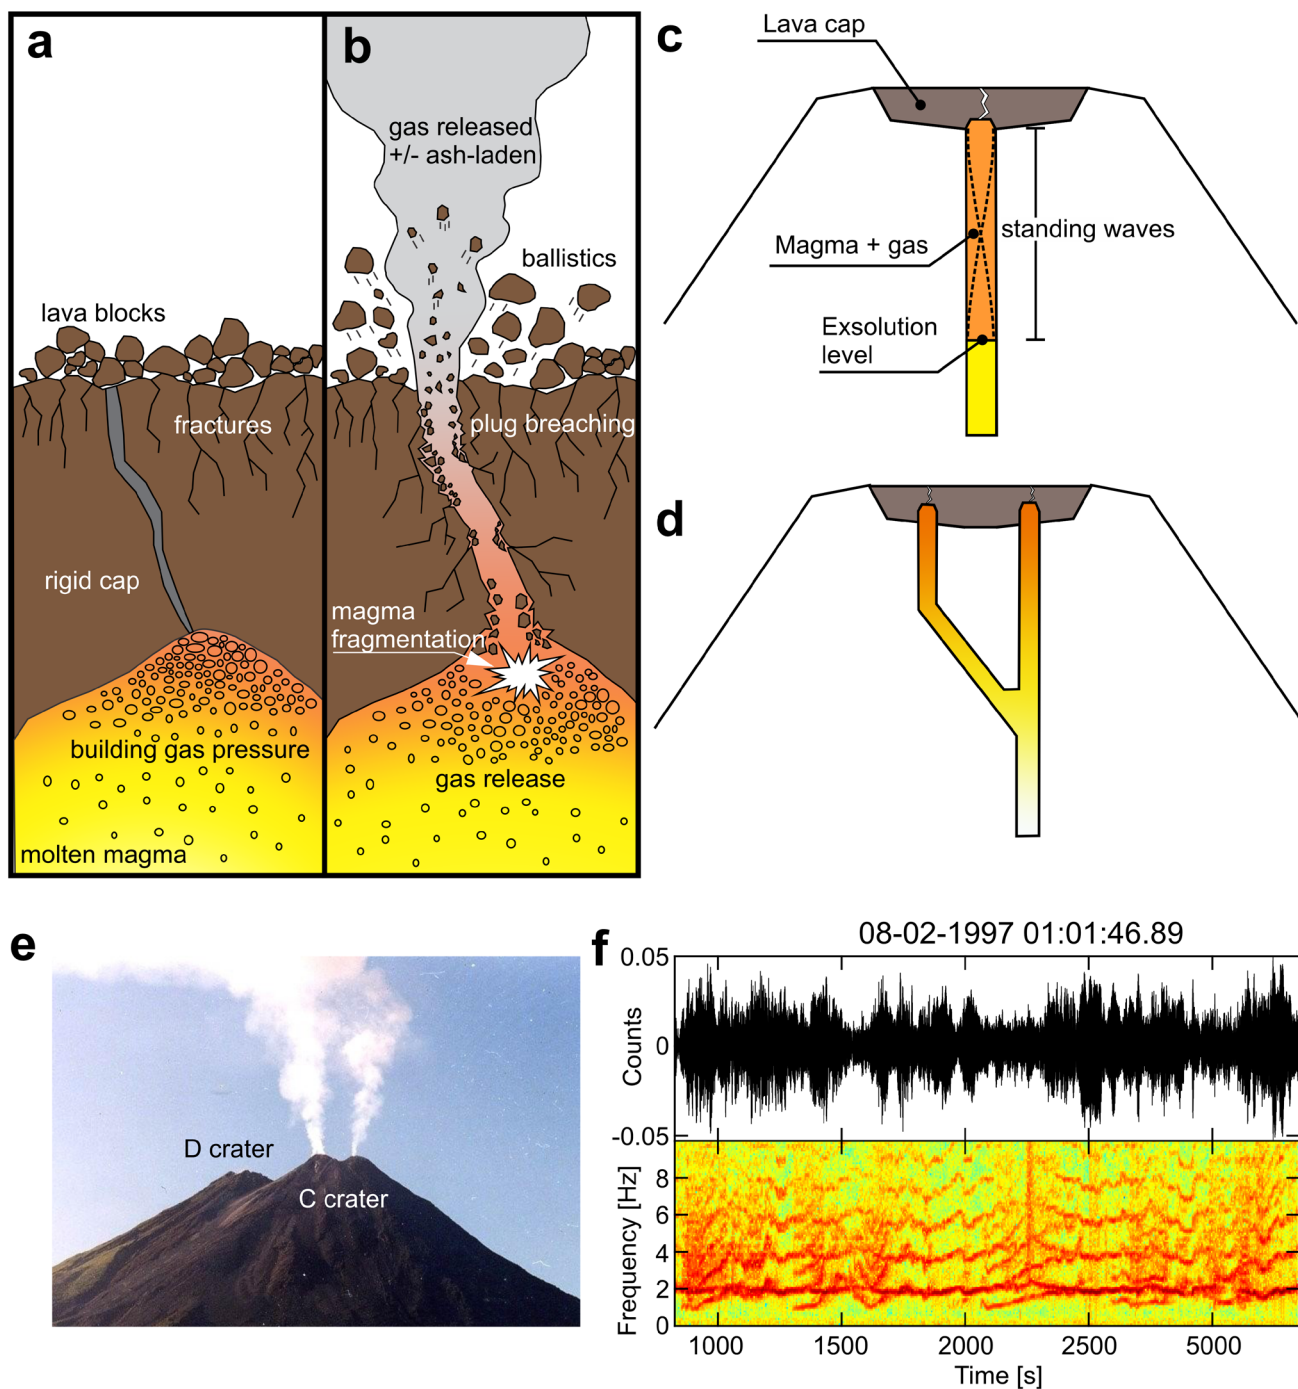 a
lava blocks
fractures
rigid cap
building gas pressure
molten magma
b
gas released
+/- ash-laden
ballistics
plug breaching
magma
fragmentation
gas release
c
Lava cap
standing waves
Magma + gas
Exsolution
level
d
e
D crater
C crater
f
08-02-1997 01:01:46.89
0.05
0
-0.05
Counts
8
6
4
2
0
Frequency [Hz]
1000 1500 2000 2500 5000
Time [s]